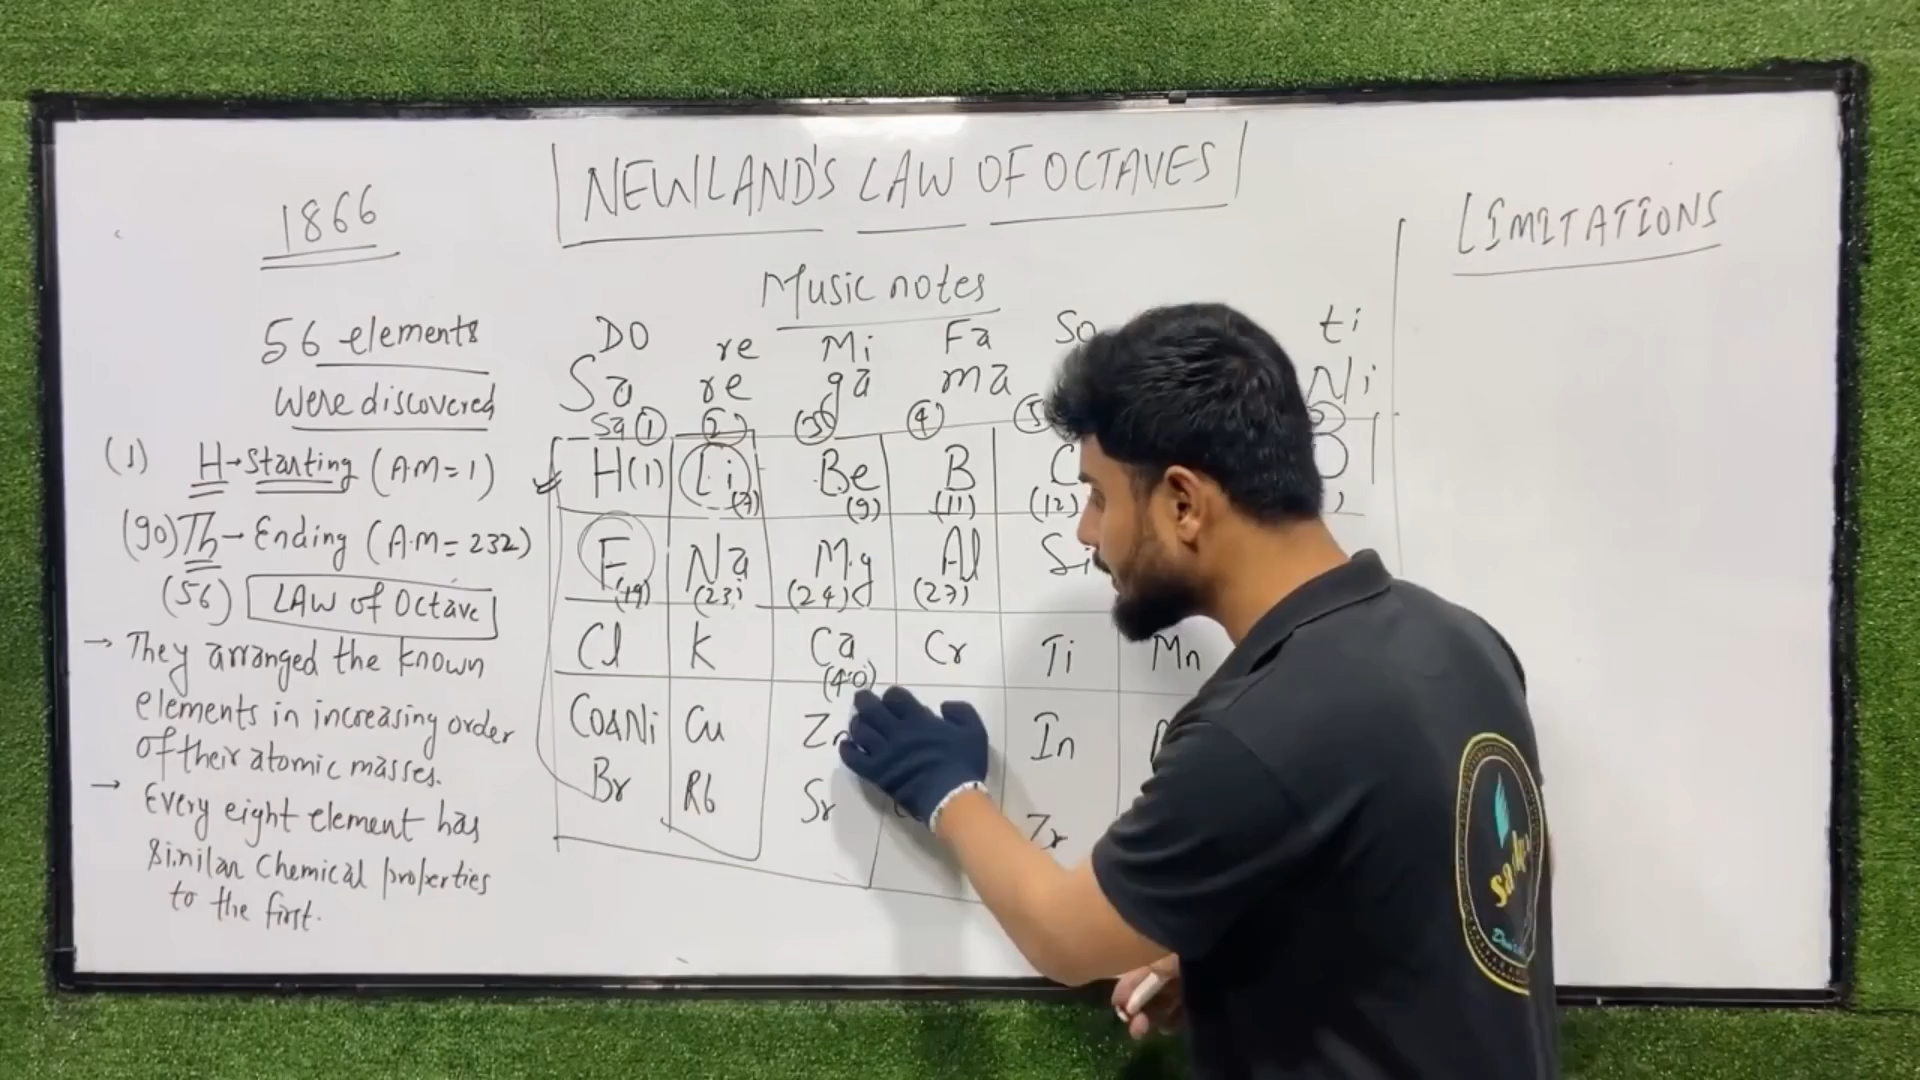 NEWLAND'S LAW OF OCTAVES
1866
56 elements
were discovered
(1) H→Starting (A.M=1)
(90) Th→ Ending (A.M= 232)
(56) LAW of Octave
→ They arranged the known
elements in increasing order
of their atomic masses.
→ Every eight element has
Similar Chemical properties
to the first.
Music notes
DO re Mi Fa So ti
Sa re ga ma Ni
Sa 1 2 3 4 5
H(1) Li (7) Be (9) B (11) C (12)
F (19) Na (23) Mg (24) Al (27) Si
Cl K Ca (40) Cr Ti Mn
Co&Ni Cu Zn In
Br Rb Sr Zr
LIMITATIONS